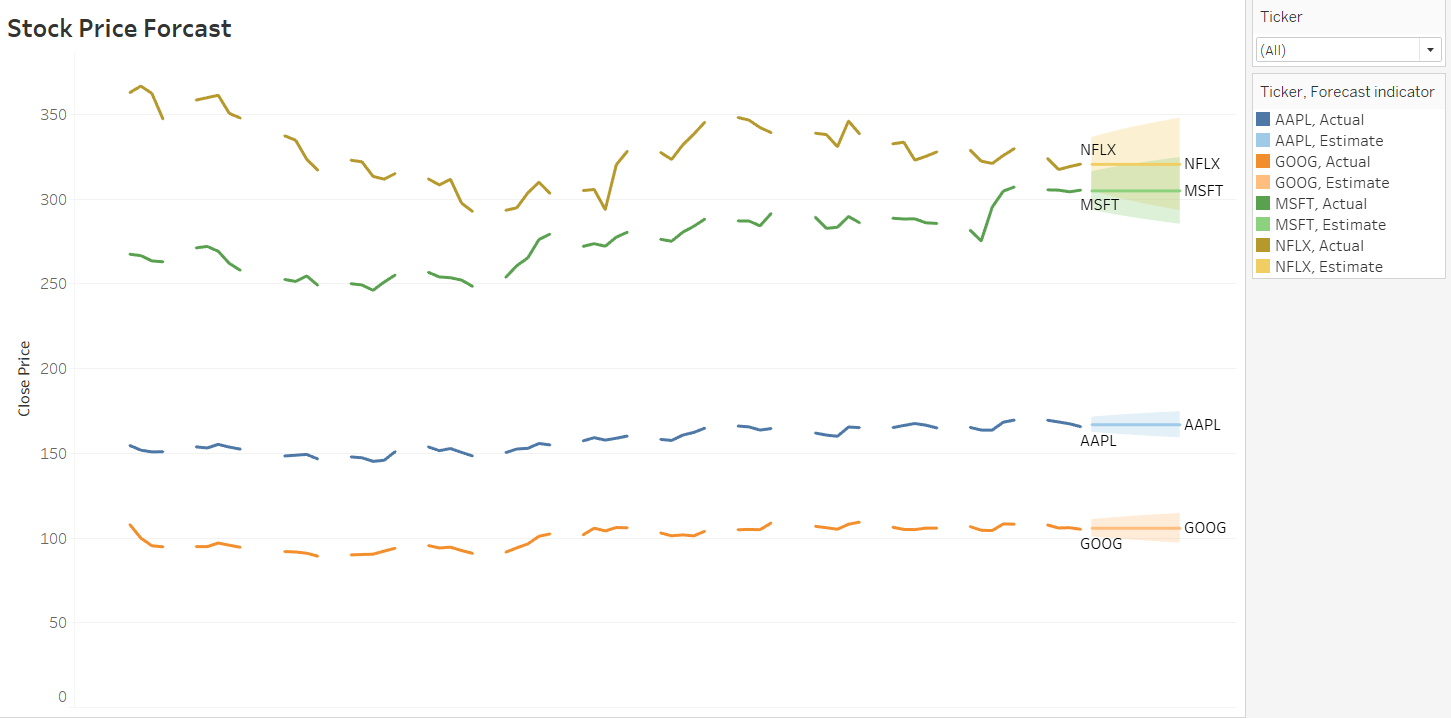 Stock Price Forcast
Ticker
(All)
Ticker, Forecast indicator
AAPL, Actual
AAPL, Estimate
GOOG, Actual
GOOG, Estimate
MSFT, Actual
MSFT, Estimate
NFLX, Actual
NFLX, Estimate
Close Price
350
300
250
200
150
100
50
0
NFLX
NFLX
MSFT
MSFT
AAPL
AAPL
GOOG
GOOG